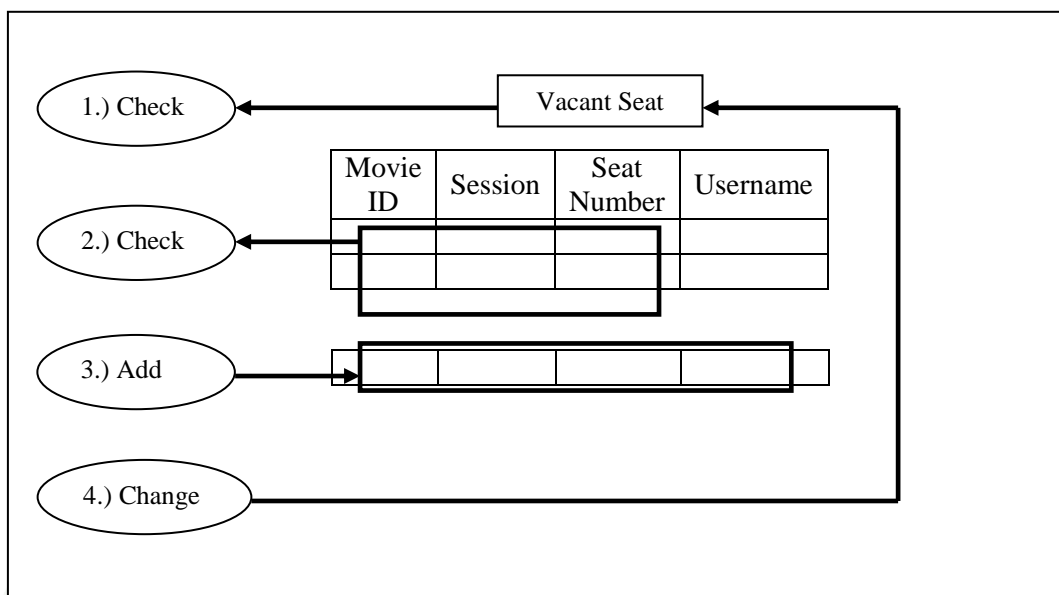 1.) Check
Vacant Seat
Movie
ID
Session
Seat
Number
Username
2.) Check
3.) Add
4.) Change